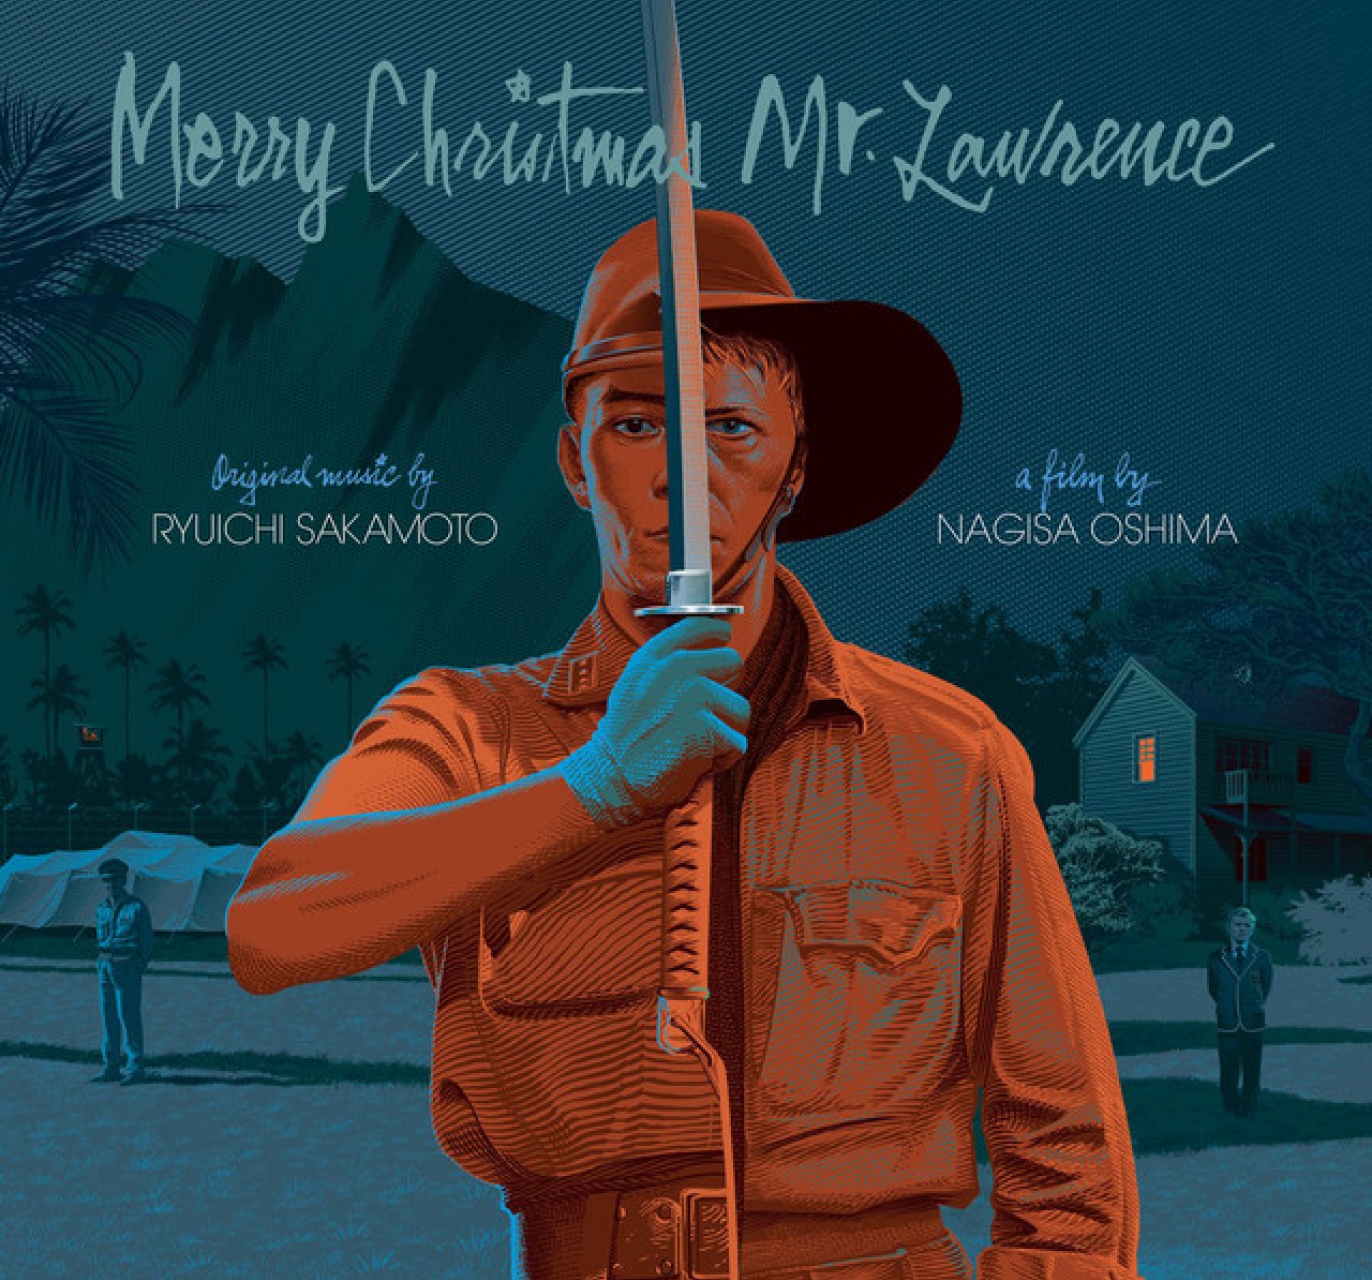 Merry Christmas Mr. Lawrence
Original music by
RYUICHI SAKAMOTO
a film by
NAGISA OSHIMA